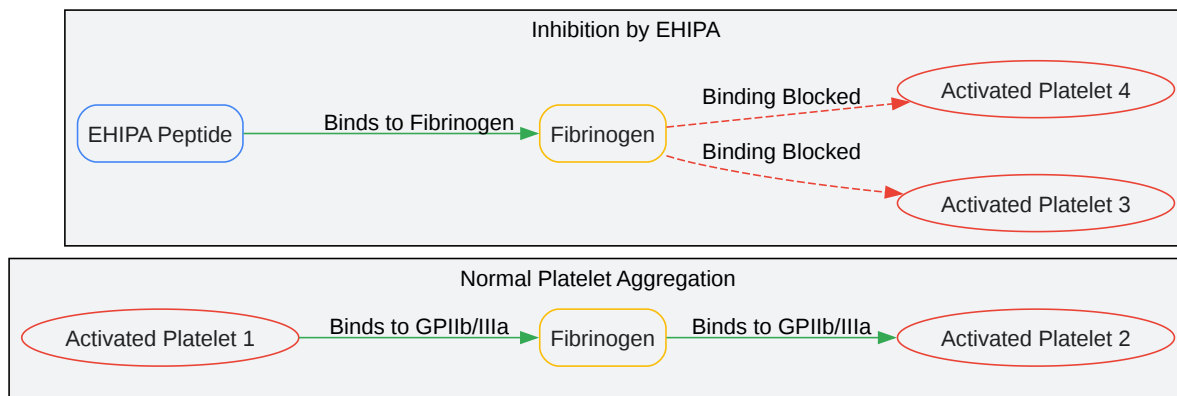 Inhibition by EHIPA
EHIPA Peptide
Binds to Fibrinogen
Fibrinogen
Binding Blocked
Activated Platelet 4
Binding Blocked
Activated Platelet 3
Normal Platelet Aggregation
Activated Platelet 1
Binds to GPIIb/IIIa
Fibrinogen
Binds to GPIIb/IIIa
Activated Platelet 2